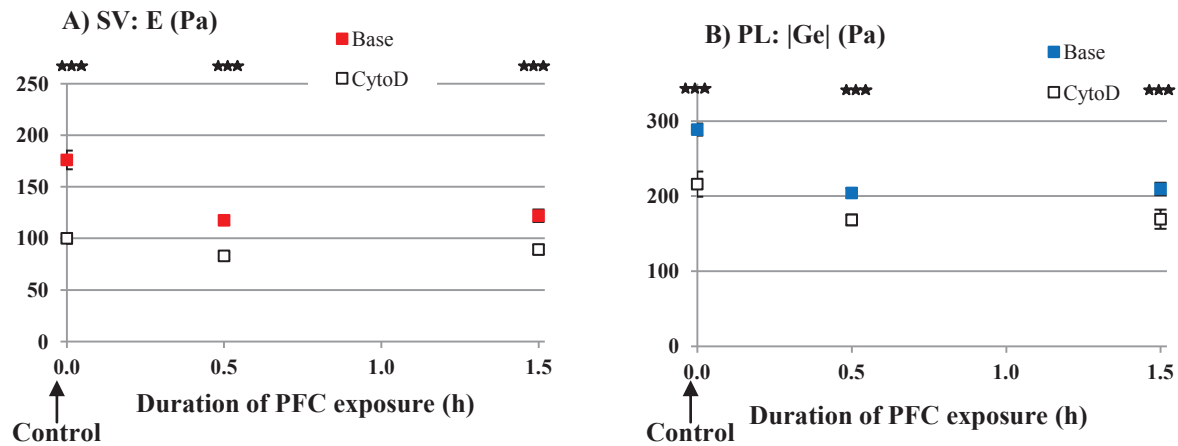 A) SV: E (Pa)
Base
CytoD
★★★ ★★★ ★★★
250
200
150
100
50
0
0.0 0.5 1.0 1.5
Duration of PFC exposure (h)
Control
B) PL: |Ge| (Pa)
Base
CytoD
★★★ ★★★ ★★★
300
200
100
0
0.0 0.5 1.0 1.5
Duration of PFC exposure (h)
Control